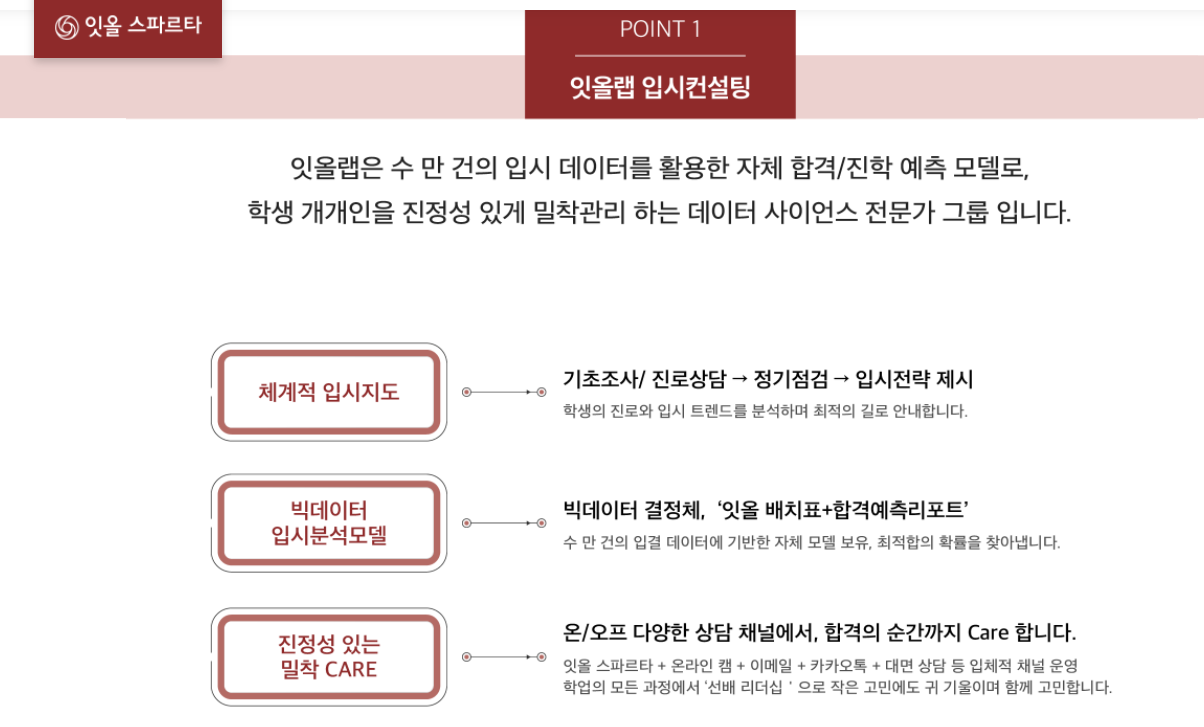 잇올 스파르타
POINT 1
잇올랩 입시컨설팅
잇올랩은 수 만 건의 입시 데이터를 활용한 자체 합격/진학 예측 모델로,
학생 개개인을 진정성 있게 밀착관리 하는 데이터 사이언스 전문가 그룹 입니다.
체계적 입시지도
기초조사/ 진로상담 → 정기점검 → 입시전략 제시
학생의 진로와 입시 트렌드를 분석하며 최적의 길로 안내합니다.
빅데이터
입시분석모델
빅데이터 결정체, ‘잇올 배치표+합격예측리포트’
수 만 건의 입결 데이터에 기반한 자체 모델 보유, 최적합의 확률을 찾아냅니다.
진정성 있는
밀착 CARE
온/오프 다양한 상담 채널에서, 합격의 순간까지 Care 합니다.
잇올 스파르타 + 온라인 캠 + 이메일 + 카카오톡 + 대면 상담 등 입체적 채널 운영
학업의 모든 과정에서 ‘선배 리더십 ' 으로 작은 고민에도 귀 기울이며 함께 고민합니다.